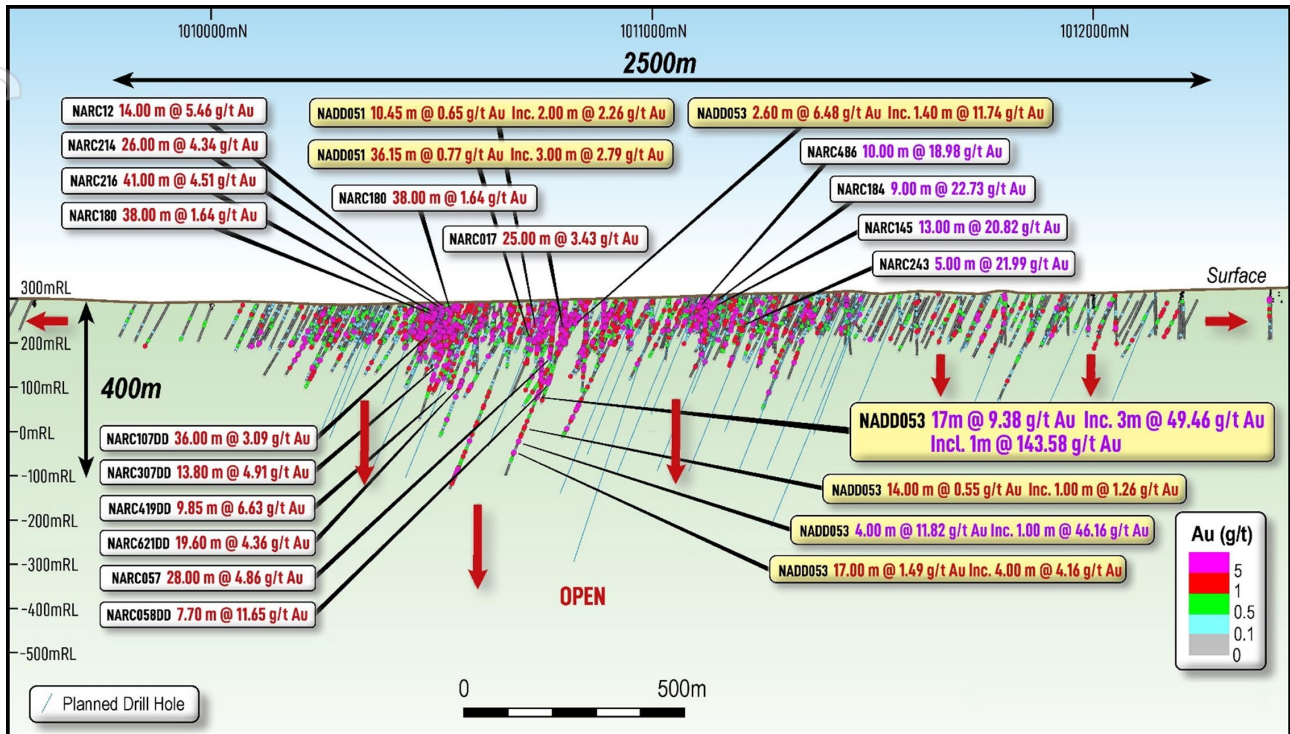 1010000mN
1011000mN
1012000mN
2500m
NARC12 14.00 m @ 5.46 g/t Au
NARC214 26.00 m @ 4.34 g/t Au
NARC216 41.00 m @ 4.51 g/t Au
NARC180 38.00 m @ 1.64 g/t Au
NADD051 10.45 m @ 0.65 g/t Au Inc. 2.00 m @ 2.26 g/t Au
NADD051 36.15 m @ 0.77 g/t Au Inc. 3.00 m @ 2.79 g/t Au
NARC180 38.00 m @ 1.64 g/t Au
NARC017 25.00 m @ 3.43 g/t Au
NADD053 2.60 m @ 6.48 g/t Au Inc. 1.40 m @ 11.74 g/t Au
NARC486 10.00 m @ 18.98 g/t Au
NARC184 9.00 m @ 22.73 g/t Au
NARC145 13.00 m @ 20.82 g/t Au
NARC243 5.00 m @ 21.99 g/t Au
Surface
300mRL
200mRL
100mRL
0mRL
-100mRL
-200mRL
-300mRL
-400mRL
-500mRL
400m
NARC107DD 36.00 m @ 3.09 g/t Au
NARC307DD 13.80 m @ 4.91 g/t Au
NARC419DD 9.85 m @ 6.63 g/t Au
NARC621DD 19.60 m @ 4.36 g/t Au
NARC057 28.00 m @ 4.86 g/t Au
NARC058DD 7.70 m @ 11.65 g/t Au
NADD053 17m @ 9.38 g/t Au Inc. 3m @ 49.46 g/t Au
Incl. 1m @ 143.58 g/t Au
NADD053 14.00 m @ 0.55 g/t Au Inc. 1.00 m @ 1.26 g/t Au
NADD053 4.00 m @ 11.82 g/t Au Inc. 1.00 m @ 46.16 g/t Au
NADD053 17.00 m @ 1.49 g/t Au Inc. 4.00 m @ 4.16 g/t Au
OPEN
Au (g/t)
5
1
0.5
0.1
0
Planned Drill Hole
0
500m